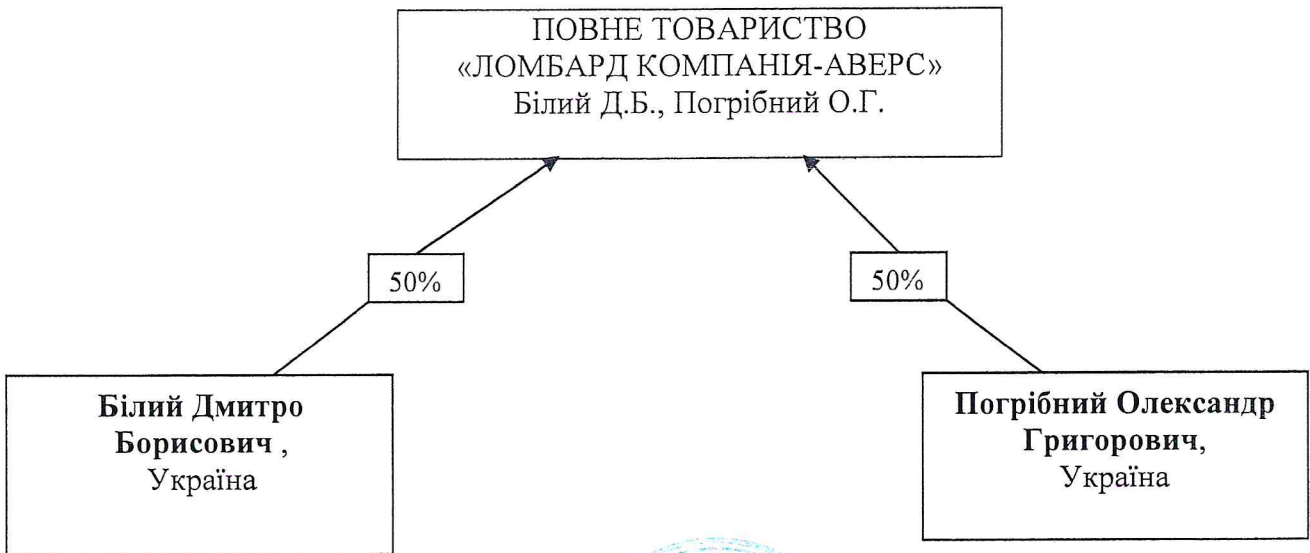 ПОВНЕ ТОВАРИСТВО
«ЛОМБАРД КОМПАНІЯ-АВЕРС»
Білий Д.Б., Погрібний О.Г.
50%
50%
Білий Дмитро
Борисович ,
Україна
Погрібний Олександр
Григорович,
Україна